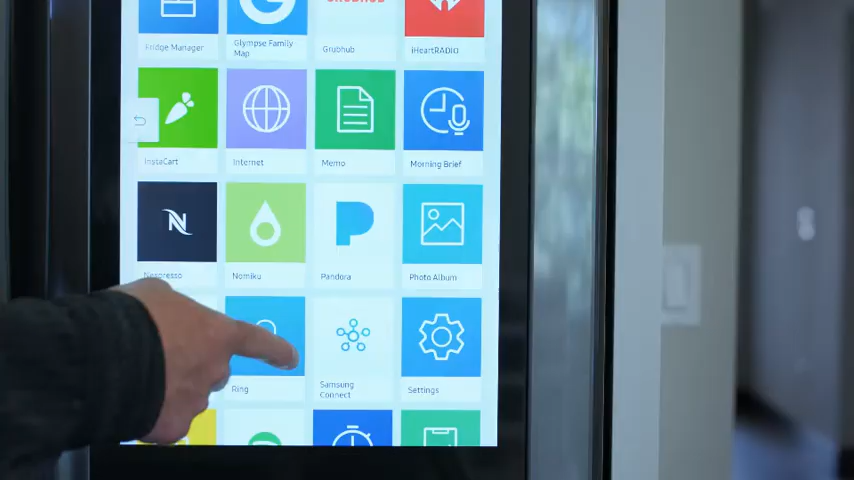 GRUBHUB
Fridge Manager
Glympse Family
Map
Grubhub
iHeartRADIO
InstaCart
Internet
Memo
Morning Brief
N
Nespresso
Nomiku
Pandora
Photo Album
Ring
Samsung
Connect
Settings